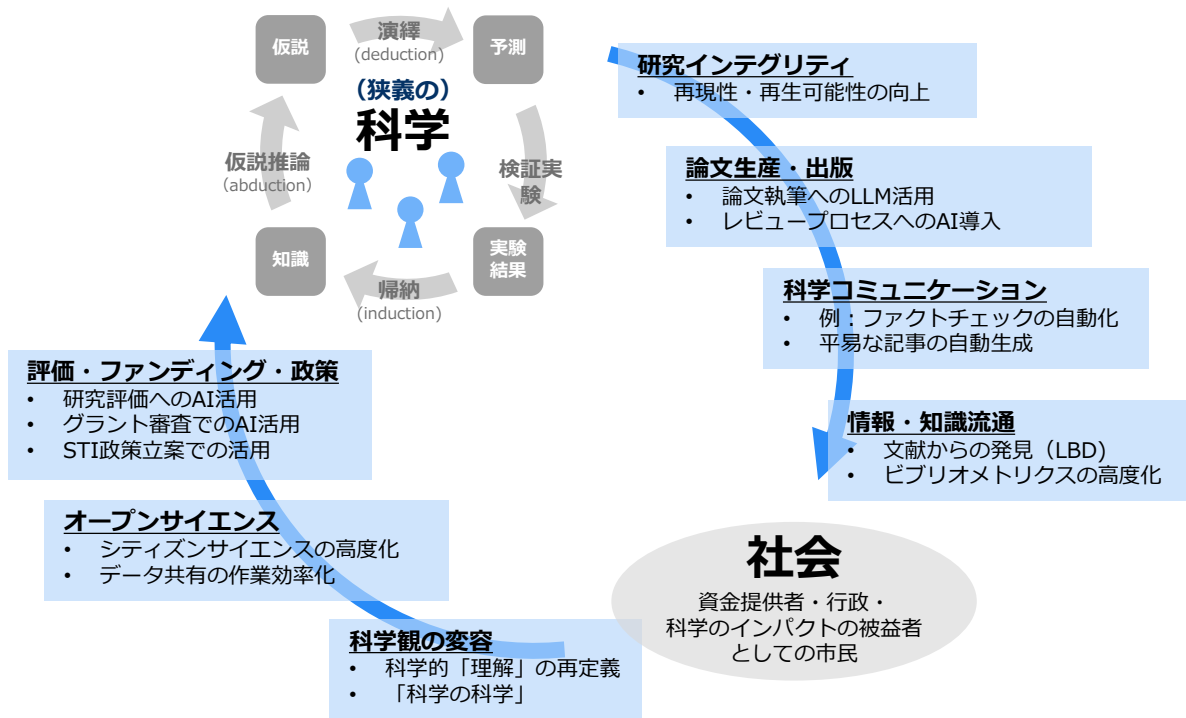 仮説
演繹
(deduction)
予測
（狭義の）
科学
仮説推論
（abduction）
検証実
験
知識
実験
結果
帰納
(induction)
研究インテグリティ
• 再現性・再生可能性の向上
論文生産・出版
• 論文執筆へのLLM活用
• レビュープロセスへのAI導入
科学コミュニケーション
• 例：ファクトチェックの自動化
• 平易な記事の自動生成
情報・知識流通
• 文献からの発見（LBD)
• ビブリオメトリクスの高度化
社会
資金提供者・行政・
科学のインパクトの被益者
としての市民
科学観の変容
• 科学的「理解」の再定義
• 「科学の科学」
オープンサイエンス
• シティズンサイエンスの高度化
• データ共有の作業効率化
評価・ファンディング・政策
• 研究評価へのAI活用
• グラント審査でのAI活用
• STI政策立案での活用